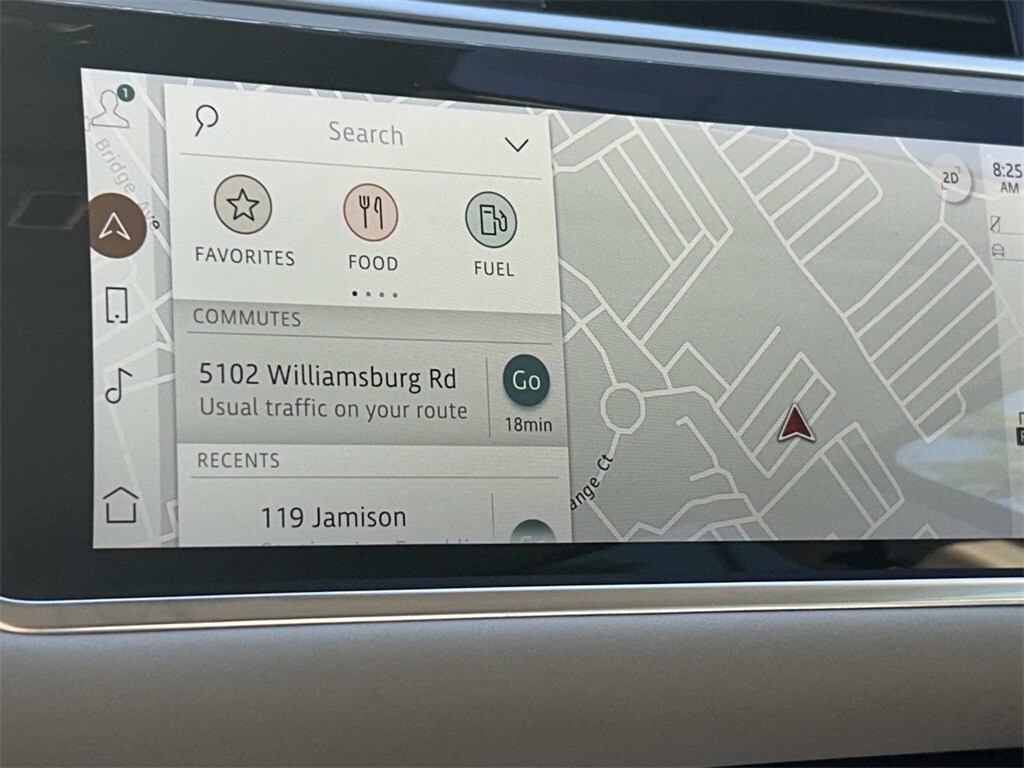 1
Bridge Ave
Search
2D
8:25
AM
FAVORITES
FOOD
FUEL
COMMUTES
5102 Williamsburg Rd
Go
Usual traffic on your route
18min
RECENTS
119 Jamison
ange Ct